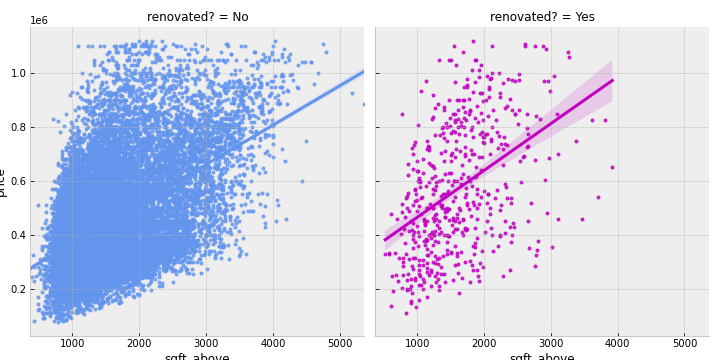 renovated? = No
renovated? = Yes
1e6
1.0
0.8
0.6
0.4
0.2
price
1000 2000 3000 4000 5000
1000 2000 3000 4000 5000
sqft_above
sqft_above